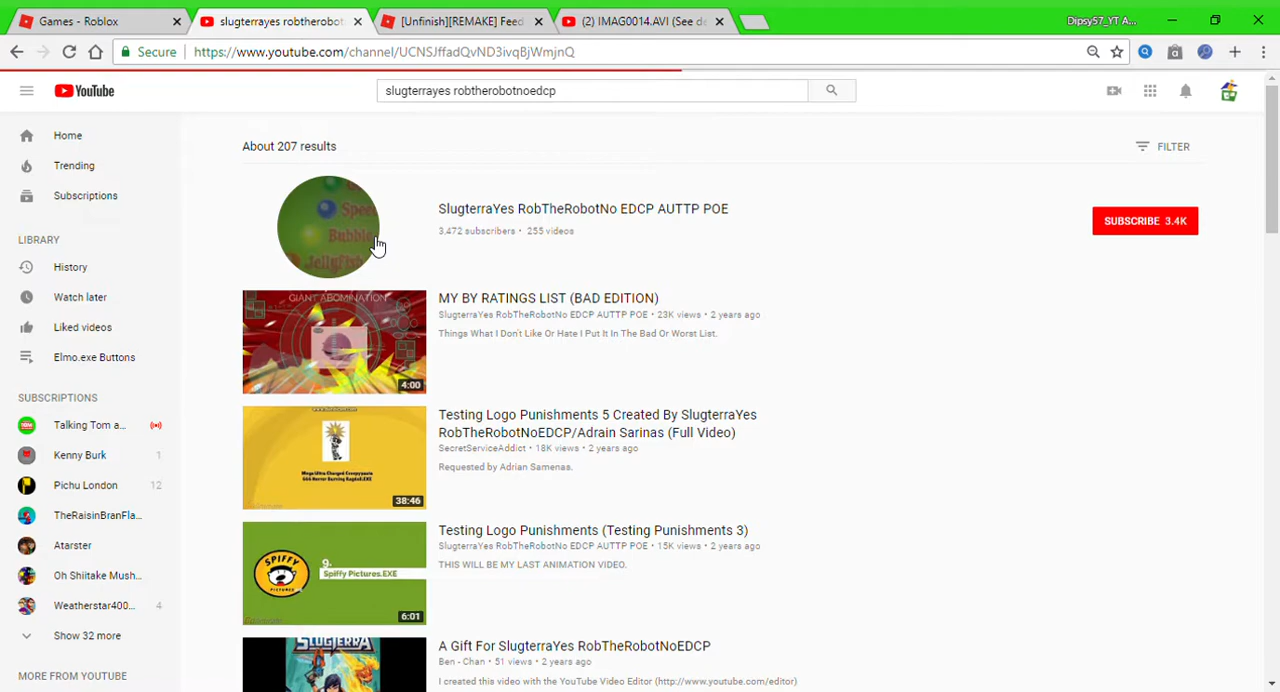 Games - Roblox
slugterrayes robtherobot
[Unfinish][REMAKE] Feed
(2) IMAG0014.AVI (See de
Dipsy57_YT A...
Secure
https://www.youtube.com/channel/UCNSJffadQvND3ivqBjWmjnQ
YouTube
slugterrayes robtherobotnoedcp
Home
Trending
Subscriptions
LIBRARY
History
Watch later
Liked videos
Elmo.exe Buttons
SUBSCRIPTIONS
Talking Tom a...
Kenny Burk 1
Pichu London 12
TheRaisinBranFla...
Atarster
Oh Shiitake Mush...
Weatherstar400... 4
Show 32 more
MORE FROM YOUTUBE
About 207 results
FILTER
Spee
Bubble
Jellyfish
SlugterraYes RobTheRobotNo EDCP AUTTP POE
3,472 subscribers • 255 videos
SUBSCRIBE 3.4K
GIANT ABOMINATION
4:00
MY BY RATINGS LIST (BAD EDITION)
SlugterraYes RobTheRobotNo EDCP AUTTP POE • 23K views • 2 years ago
Things What I Don't Like Or Hate I Put It In The Bad Or Worst List.
38:46
Testing Logo Punishments 5 Created By SlugterraYes
RobTheRobotNoEDCP/Adrain Sarinas (Full Video)
SecretServiceAddict • 18K views • 2 years ago
Requested by Adrian Samenas.
SPIFFY
PICTURES
9.
Spiffy Pictures.EXE
6:01
Testing Logo Punishments (Testing Punishments 3)
SlugterraYes RobTheRobotNo EDCP AUTTP POE • 15K views • 2 years ago
THIS WILL BE MY LAST ANIMATION VIDEO.
SLUGTERRA
A Gift For SlugterraYes RobTheRobotNoEDCP
Ben - Chan • 51 views • 2 years ago
I created this video with the YouTube Video Editor (http://www.youtube.com/editor)